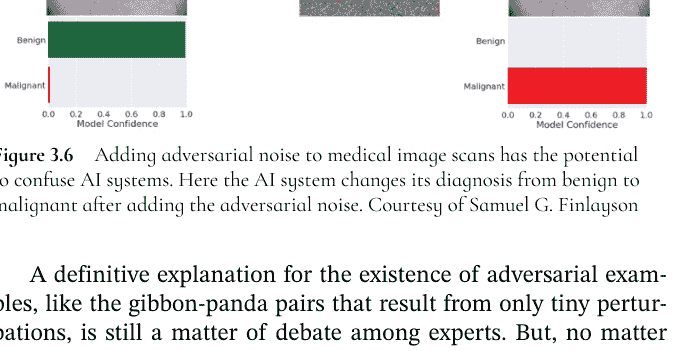 Benign
Malignant
0.0 0.2 0.4 0.6 0.8 1.0
Model Confidence
Benign
Malignant
0.0 0.2 0.4 0.6 0.8 1.0
Model Confidence
Figure 3.6 Adding adversarial noise to medical image scans has the potential
to confuse AI systems. Here the AI system changes its diagnosis from benign to
malignant after adding the adversarial noise. Courtesy of Samuel G. Finlayson
A definitive explanation for the existence of adversarial exam-
ples, like the gibbon-panda pairs that result from only tiny pertur-
bations, is still a matter of debate among experts. But, no matter